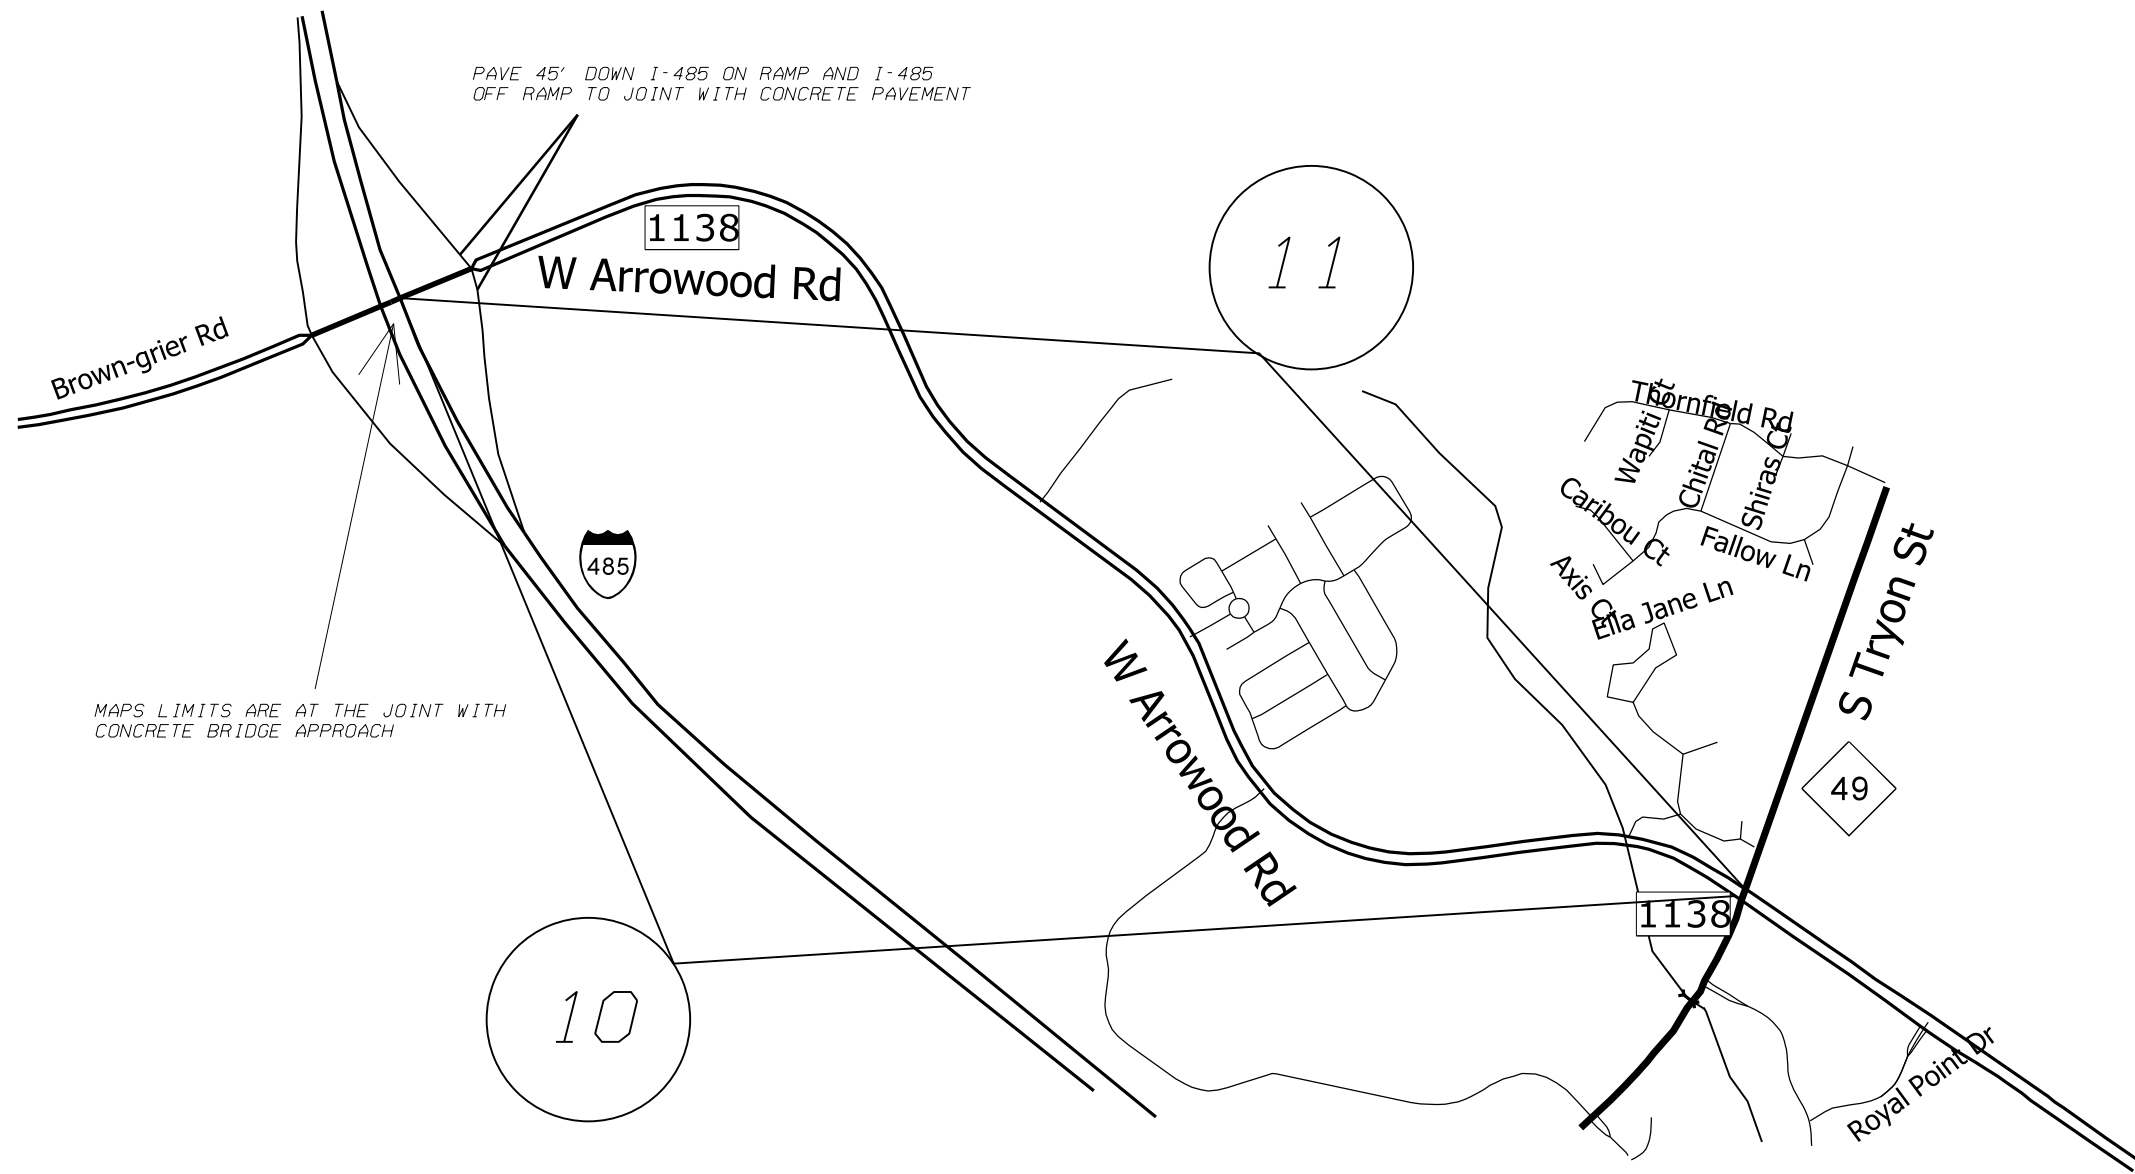 PAVE 45' DOWN I-485 ON RAMP AND I-485
OFF RAMP TO JOINT WITH CONCRETE PAVEMENT
1138
W Arrowood Rd
11
Brown-grier Rd
Thornfield Rd
Wapiti Ct
Chital Rd
Shiras Ct
Caribou Ct
Fallow Ln
Axis Ct
Ella Jane Ln
S Tryon St
485
W Arrowood Rd
MAPS LIMITS ARE AT THE JOINT WITH
CONCRETE BRIDGE APPROACH
49
1138
10
Royal Point Dr